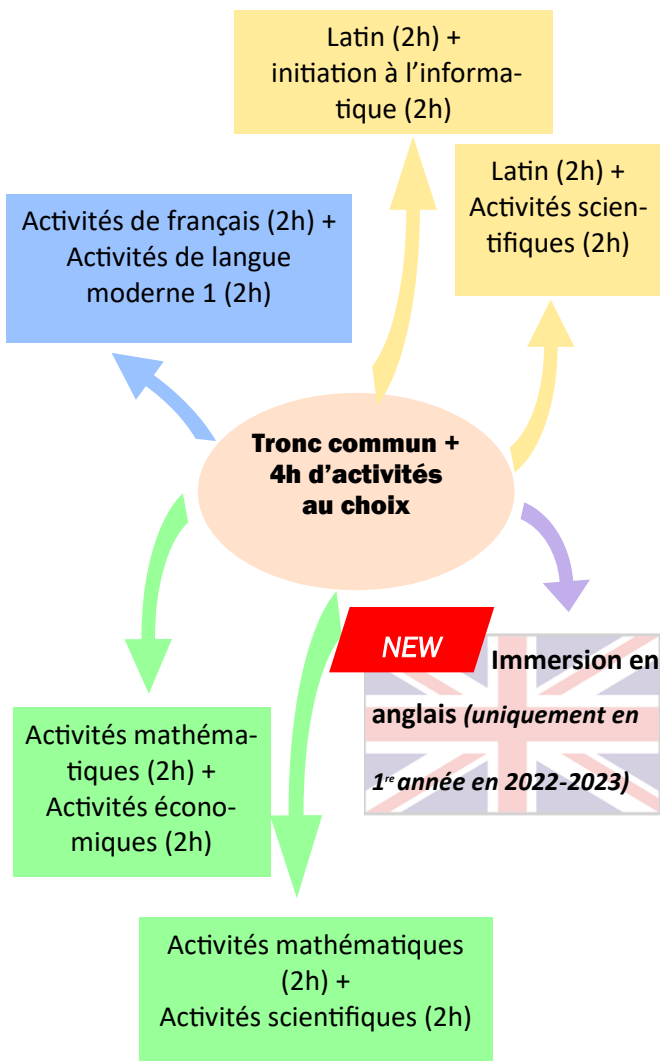 Latin (2h) +
initiation à l’informa-
tique (2h)
Latin (2h) +
Activités scien-
tifiques (2h)
Activités de français (2h) +
Activités de langue
moderne 1 (2h)
Tronc commun +
4h d’activités
au choix
NEW
Immersion en
anglais (uniquement en
1re année en 2022-2023)
Activités mathéma-
tiques (2h) +
Activités écono-
miques (2h)
Activités mathématiques
(2h) +
Activités scientifiques (2h)